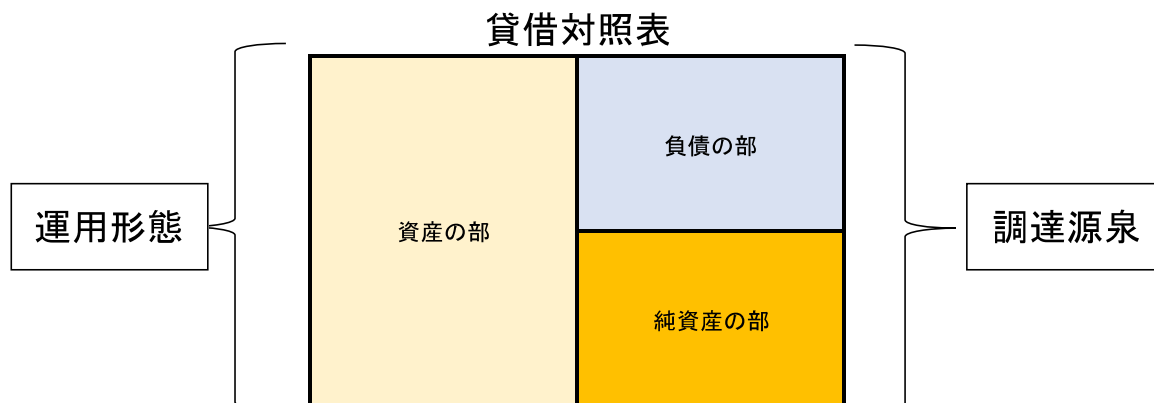 貸借対照表
運用形態
資産の部
負債の部
純資産の部
調達源泉